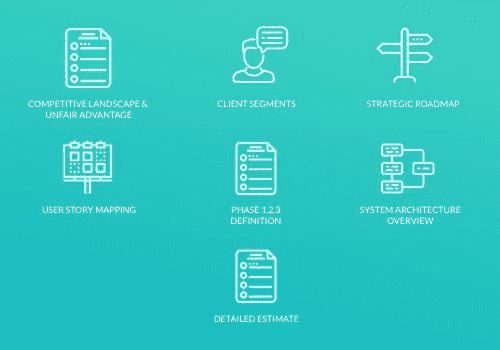 COMPETITIVE LANDSCAPE &
UNFAIR ADVANTAGE
CLIENT SEGMENTS
STRATEGIC ROADMAP
USER STORY MAPPING
PHASE 1,2,3
DEFINITION
SYSTEM ARCHITECTURE
OVERVIEW
DETAILED ESTIMATE